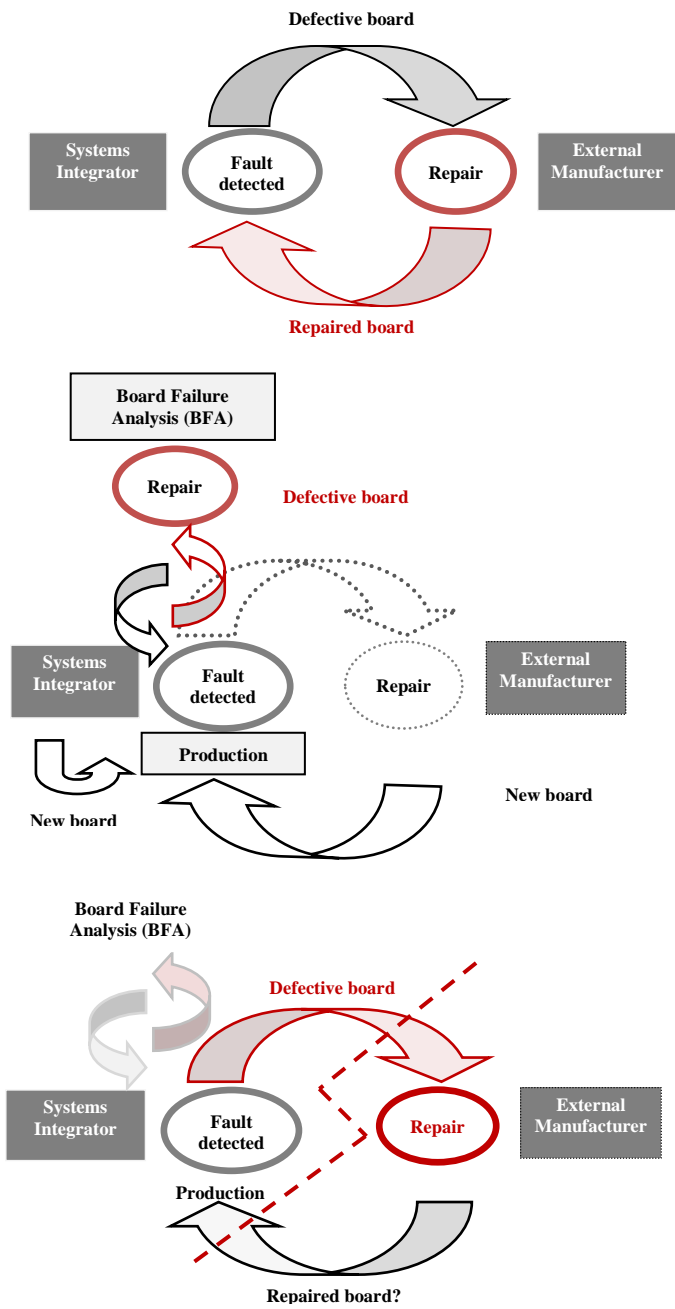 Defective board
Systems
Integrator
Fault
detected
Repair
External
Manufacturer
Repaired board
Board Failure
Analysis (BFA)
Repair
Defective board
Systems
Integrator
Fault
detected
Repair
External
Manufacturer
Production
New board
New board
Board Failure
Analysis (BFA)
Defective board
Systems
Integrator
Fault
detected
Repair
External
Manufacturer
Production
Repaired board?